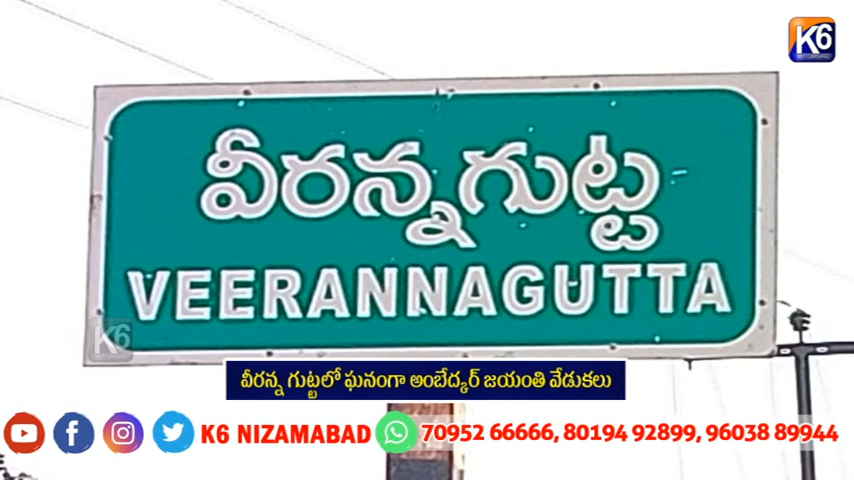 K6
వీరన్నగుట్ట
VEERANNAGUTTA
K6
వీరన్న గుట్టలో ఘనంగా అంబేద్కర్ జయంతి వేడుకలు
K6 NIZAMABAD 70952 66666, 80194 92899, 96038 89944